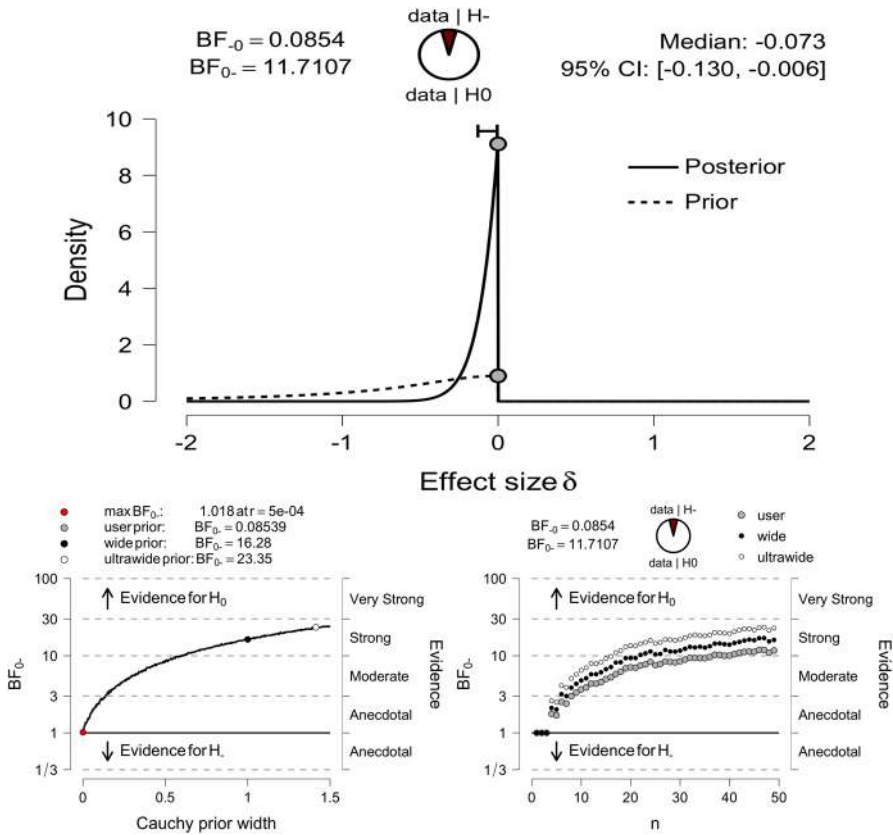 data | H-
BF-0 = 0.0854
BF0- = 11.7107
data | H0
Median: -0.073
95% CI: [-0.130, -0.006]
10
8
6
4
2
0
Density
Posterior
Prior
-2 -1 0 1 2
Effect size δ
max BF0-: 1.018 at r = 5e-04
user prior: BF0- = 0.08539
wide prior: BF0- = 16.28
ultrawide prior: BF0- = 23.35
100
30
10
3
1
1/3
BF0-
Evidence for H0
Evidence for H-
Very Strong
Strong
Moderate
Anecdotal
Anecdotal
Evidence
0 0.5 1 1.5
Cauchy prior width
BF-0 = 0.0854
BF0- = 11.7107
data | H-
data | H0
user
wide
ultrawide
100
30
10
3
1
1/3
BF0-
Evidence for H0
Evidence for H-
Very Strong
Strong
Moderate
Anecdotal
Anecdotal
Evidence
0 10 20 30 40 50
n